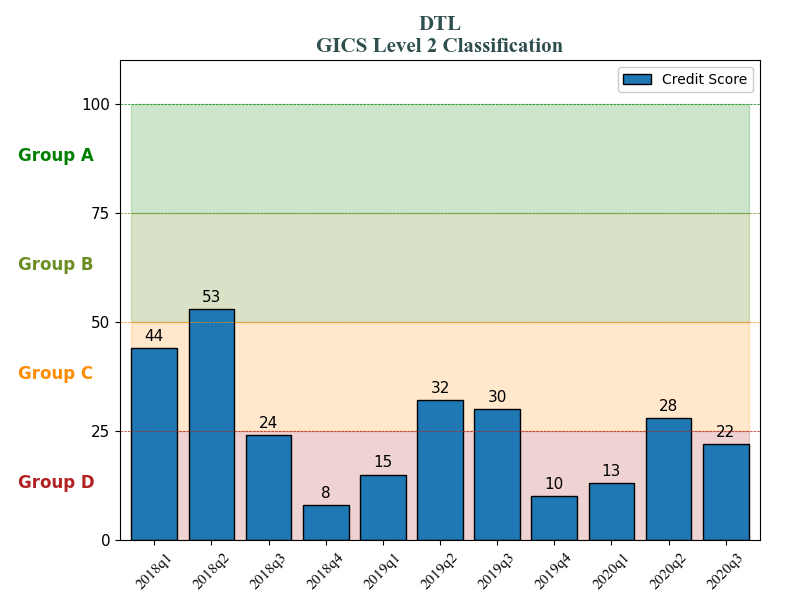 DTL
GICS Level 2 Classification
Credit Score
100
Group A
75
Group B
50
Group C
25
Group D
0
44
53
24
8
15
32
30
10
13
28
22
2018q1
2018q2
2018q3
2018q4
2019q1
2019q2
2019q3
2019q4
2020q1
2020q2
2020q3